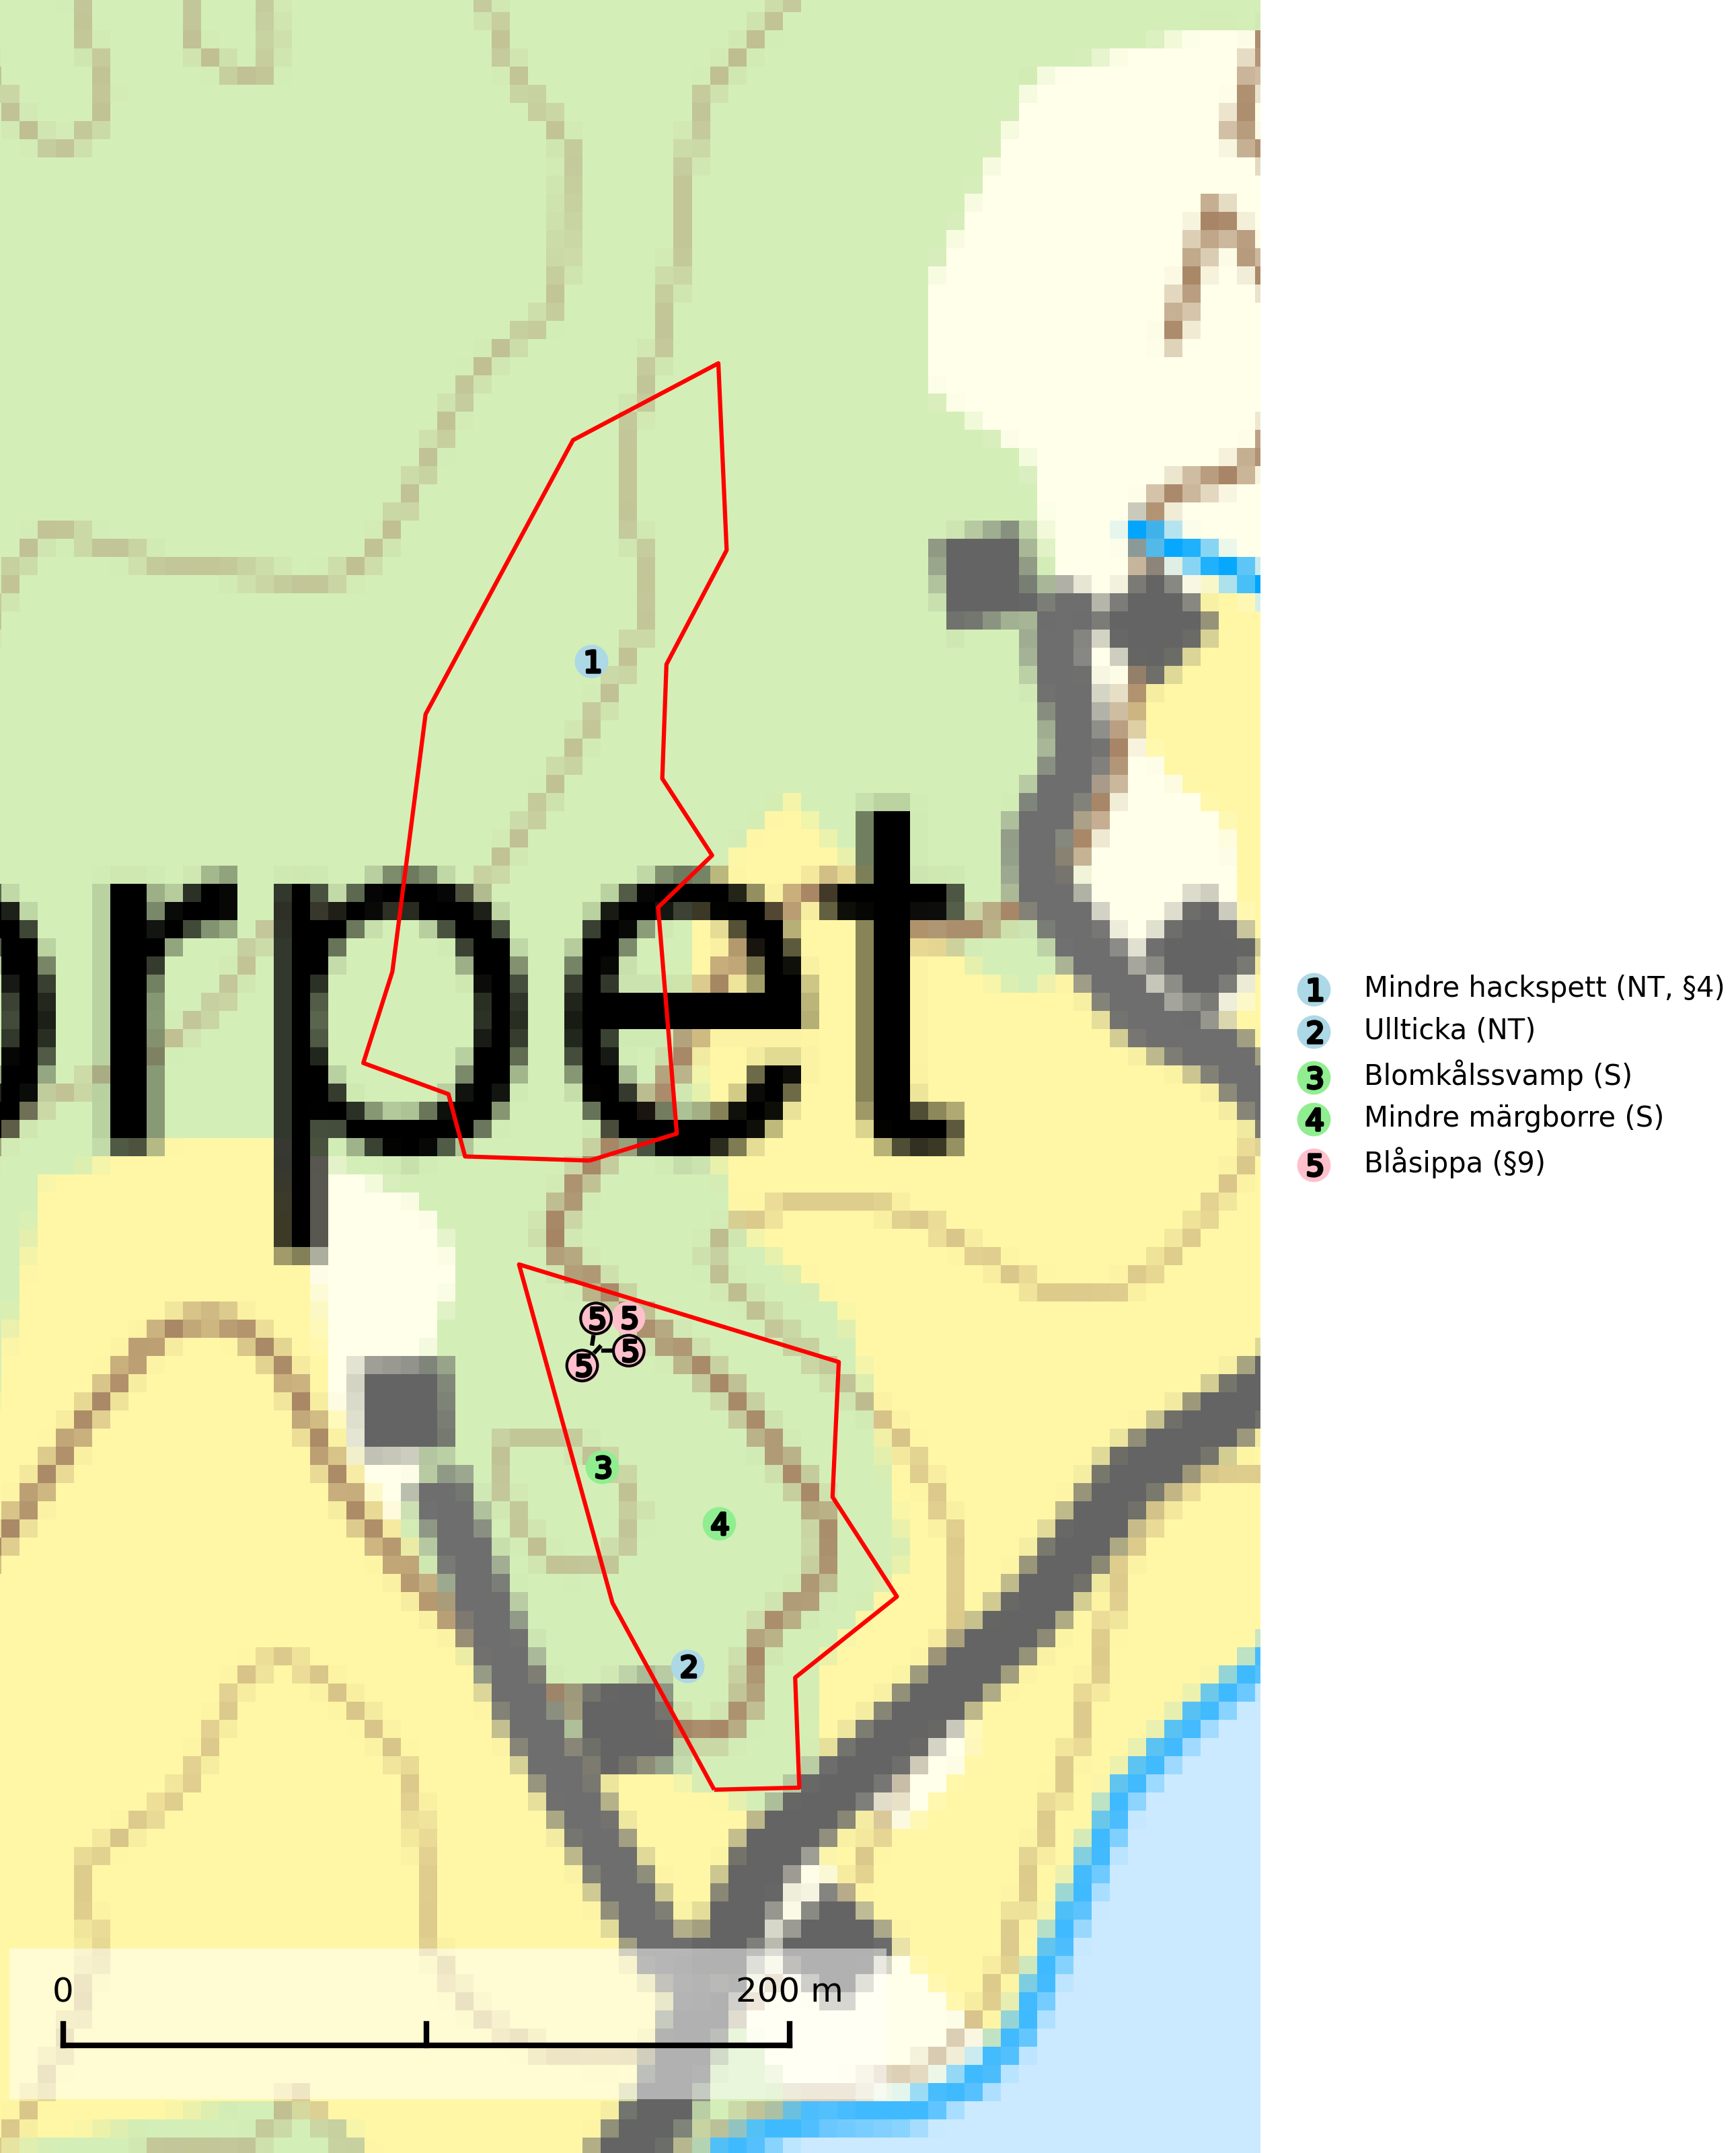 1
rpet
1 Mindre hackspett (NT, §4)
2 Ullticka (NT)
3 Blomkålssvamp (S)
4 Mindre märgborre (S)
5 Blåsippa (§9)
5 5
5 5
3
4
2
0 200 m